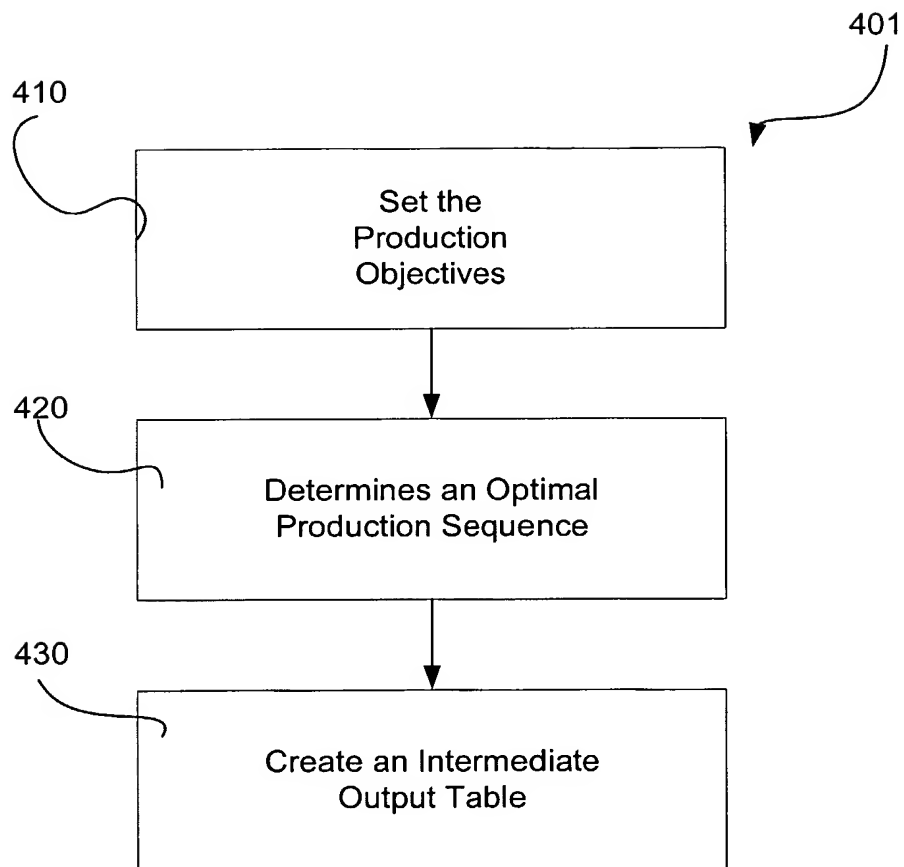 401
410
Set the
Production
Objectives
420
Determines an Optimal
Production Sequence
430
Create an Intermediate
Output Table